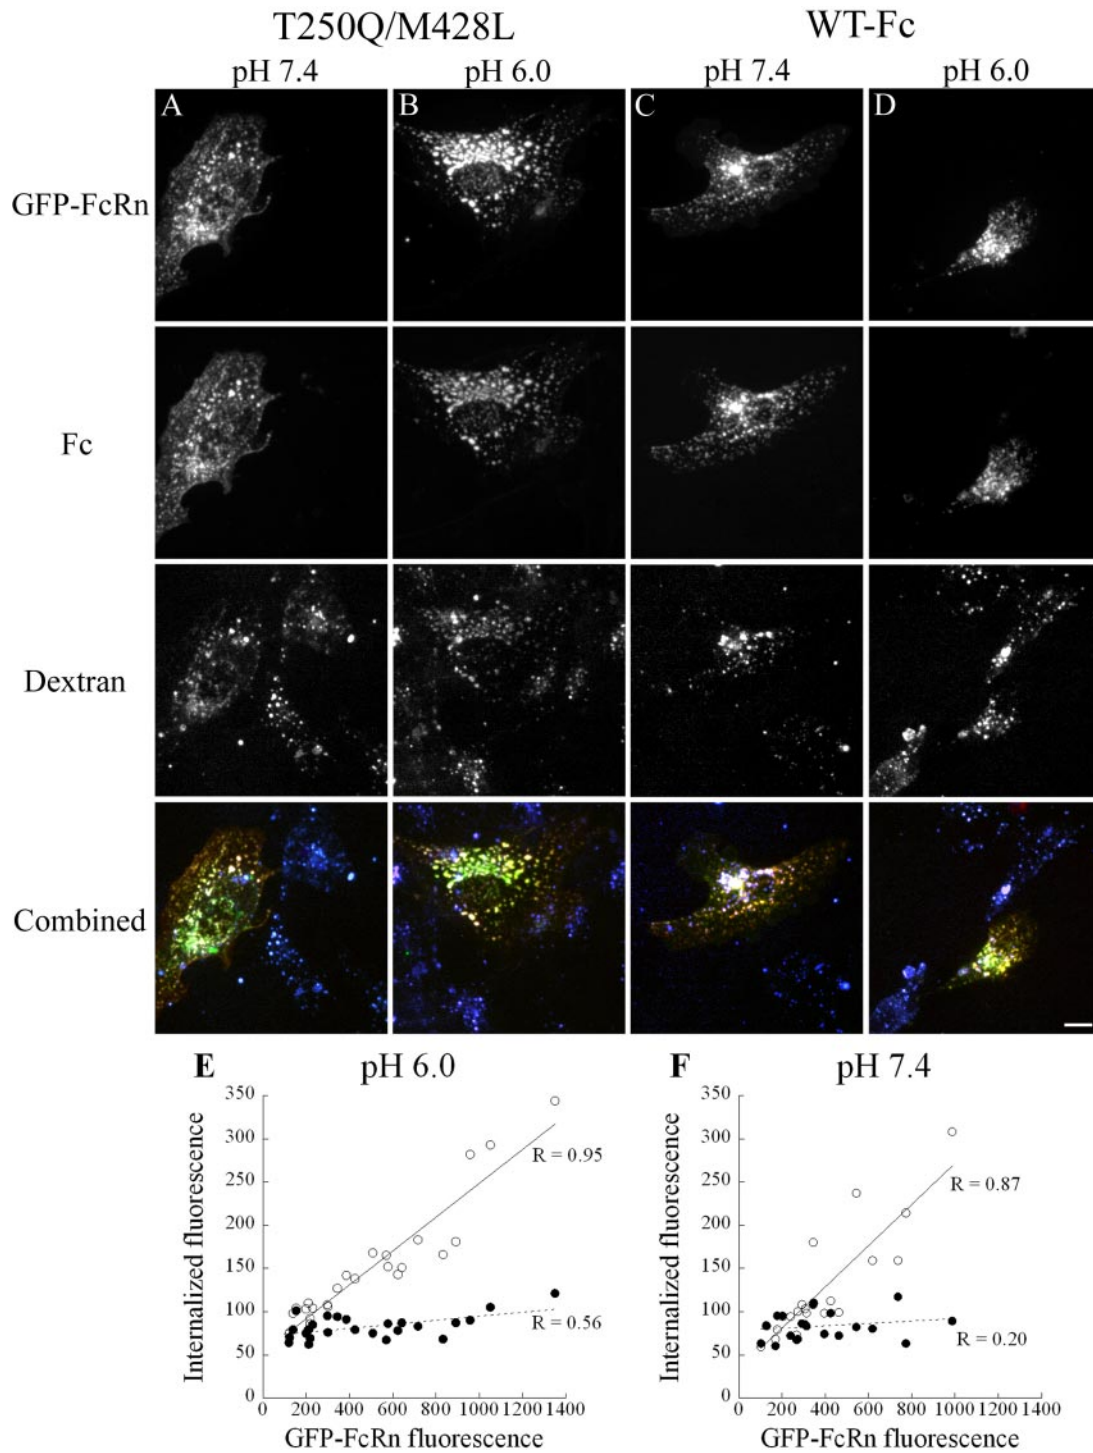 T250Q/M428L WT-Fc
pH 7.4 pH 6.0 pH 7.4 pH 6.0
A B C D
GFP-FcRn
Fc
Dextran
Combined
E pH 6.0 F pH 7.4
350 350
300 300
250 250
200 200
150 150
100 100
50 50
0 0
Internalized fluorescence Internalized fluorescence
R = 0.95 R = 0.87
R = 0.56 R = 0.20
0 200 400 600 800 1000 1200 1400 0 200 400 600 800 1000 1200 1400
GFP-FcRn fluorescence GFP-FcRn fluorescence